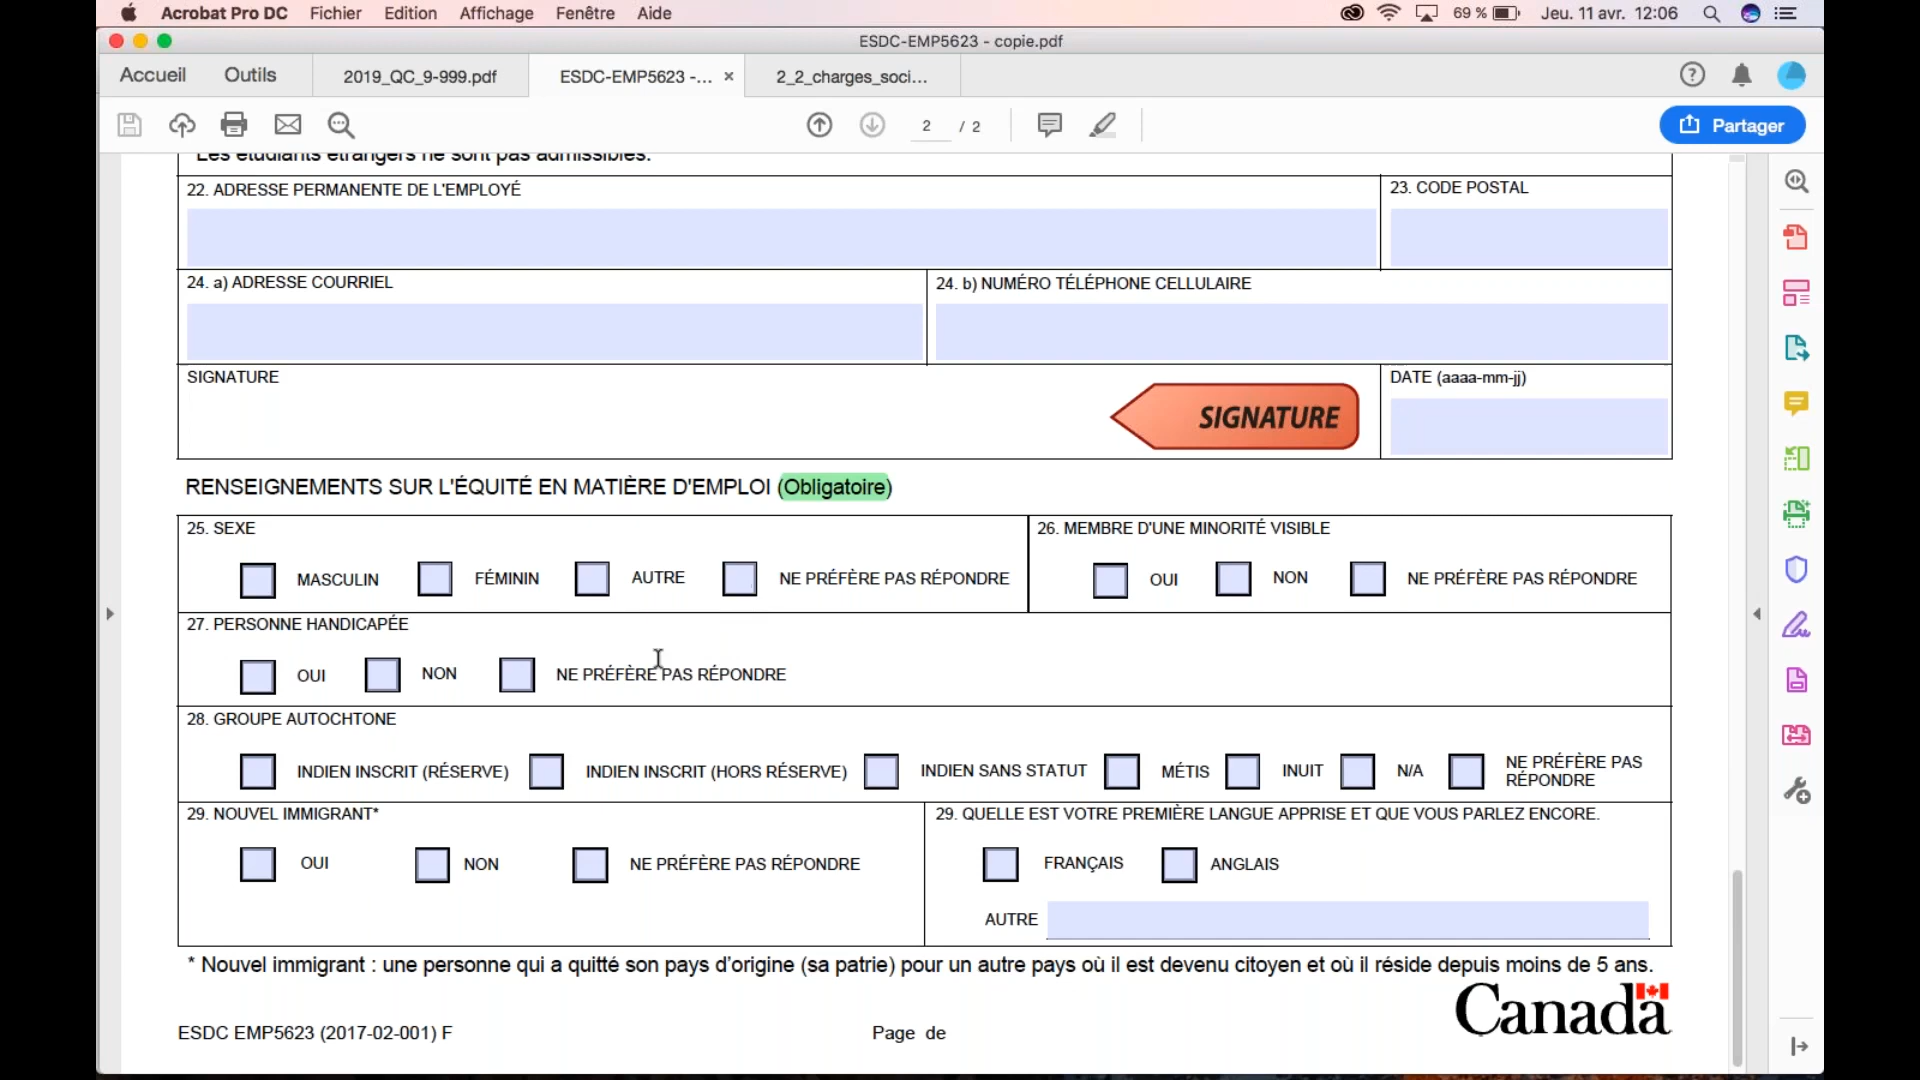 Acrobat Pro DC Fichier Edition Affichage Fenêtre Aide 69 % Jeu. 11 avr. 12:06
ESDC-EMP5623 - copie.pdf
Accueil Outils 2019_QC_9-999.pdf ESDC-EMP5623 -... × 2_2_charges_soci...
2 / 2 Partager
Les étudiants étrangers ne sont pas admissibles.
22. ADRESSE PERMANENTE DE L'EMPLOYÉ 23. CODE POSTAL
24. a) ADRESSE COURRIEL 24. b) NUMÉRO TÉLÉPHONE CELLULAIRE
SIGNATURE SIGNATURE DATE (aaaa-mm-jj)
RENSEIGNEMENTS SUR L'ÉQUITÉ EN MATIÈRE D'EMPLOI (Obligatoire)
25. SEXE 26. MEMBRE D'UNE MINORITÉ VISIBLE
MASCULIN FÉMININ AUTRE NE PRÉFÈRE PAS RÉPONDRE OUI NON NE PRÉFÈRE PAS RÉPONDRE
27. PERSONNE HANDICAPÉE
OUI NON NE PRÉFÈRE PAS RÉPONDRE
28. GROUPE AUTOCHTONE
INDIEN INSCRIT (RÉSERVE) INDIEN INSCRIT (HORS RÉSERVE) INDIEN SANS STATUT MÉTIS INUIT N/A NE PRÉFÈRE PAS
RÉPONDRE
29. NOUVEL IMMIGRANT* 29. QUELLE EST VOTRE PREMIÈRE LANGUE APPRISE ET QUE VOUS PARLEZ ENCORE.
OUI NON NE PRÉFÈRE PAS RÉPONDRE FRANÇAIS ANGLAIS
AUTRE
* Nouvel immigrant : une personne qui a quitté son pays d'origine (sa patrie) pour un autre pays où il est devenu citoyen et où il réside depuis moins de 5 ans.
Canada
ESDC EMP5623 (2017-02-001) F Page de